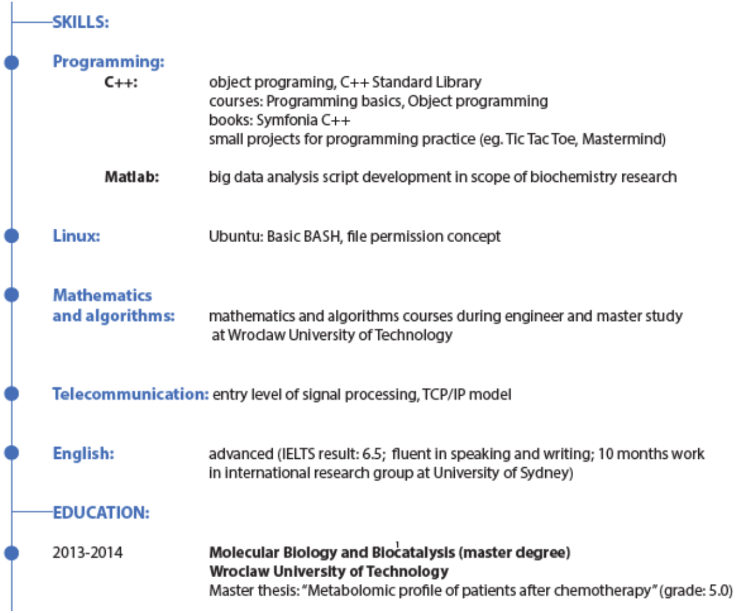 SKILLS:
Programming:
C++: object programing, C++ Standard Library
courses: Programming basics, Object programming
books: Symfonia C++
small projects for programming practice (eg. Tic Tac Toe, Mastermind)
Matlab: big data analysis script development in scope of biochemistry research
Linux: Ubuntu: Basic BASH, file permission concept
Mathematics
and algorithms: mathematics and algorithms courses during engineer and master study
at Wroclaw University of Technology
Telecommunication: entry level of signal processing, TCP/IP model
English: advanced (IELTS result: 6.5; fluent in speaking and writing; 10 months work
in international research group at University of Sydney)
EDUCATION:
1
2013-2014 Molecular Biology and Biocatalysis (master degree)
Wroclaw University of Technology
Master thesis: "Metabolomic profile of patients after chemotherapy" (grade: 5.0)